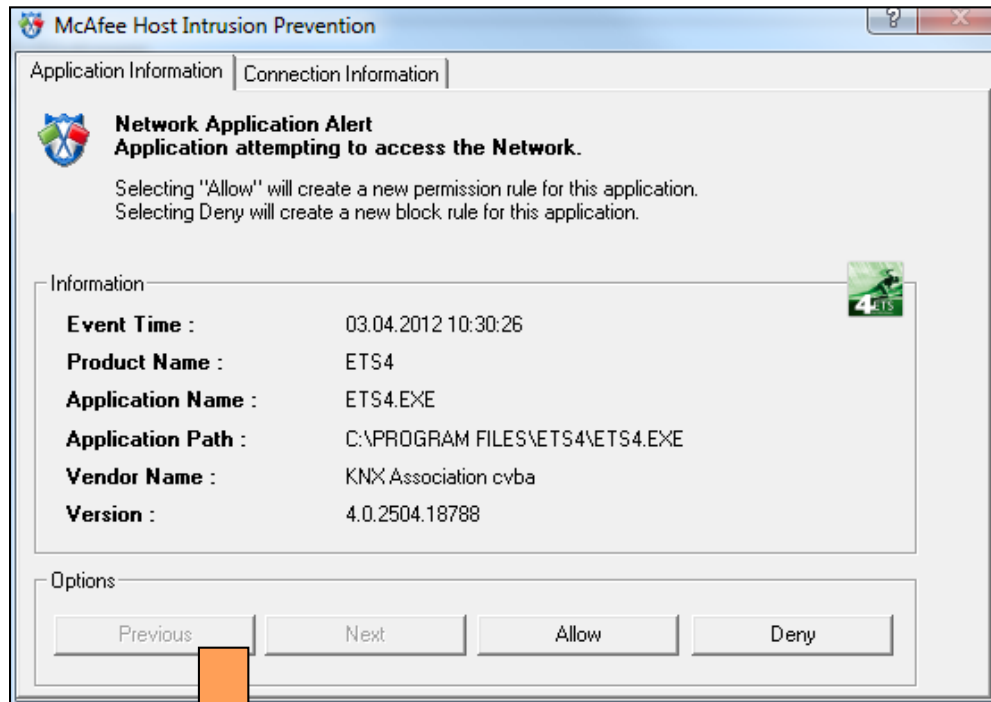 McAfee Host Intrusion Prevention
?
X
Application Information
Connection Information
Network Application Alert
Application attempting to access the Network.
Selecting "Allow" will create a new permission rule for this application.
Selecting Deny will create a new block rule for this application.
Information
4 ETS
Event Time : 03.04.2012 10:30:26
Product Name : ETS4
Application Name : ETS4.EXE
Application Path : C:\PROGRAM FILES\ETS4\ETS4.EXE
Vendor Name : KNX Association cvba
Version : 4.0.2504.18788
Options
Previous Next Allow Deny